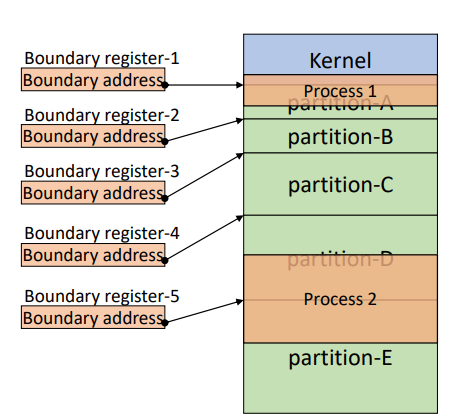 Boundary register-1
Boundary address
Boundary register-2
Boundary address
Boundary register-3
Boundary address
Boundary register-4
Boundary address
Boundary register-5
Boundary address
Kernel
Process 1
partition-A
partition-B
partition-C
partition-D
Process 2
partition-E